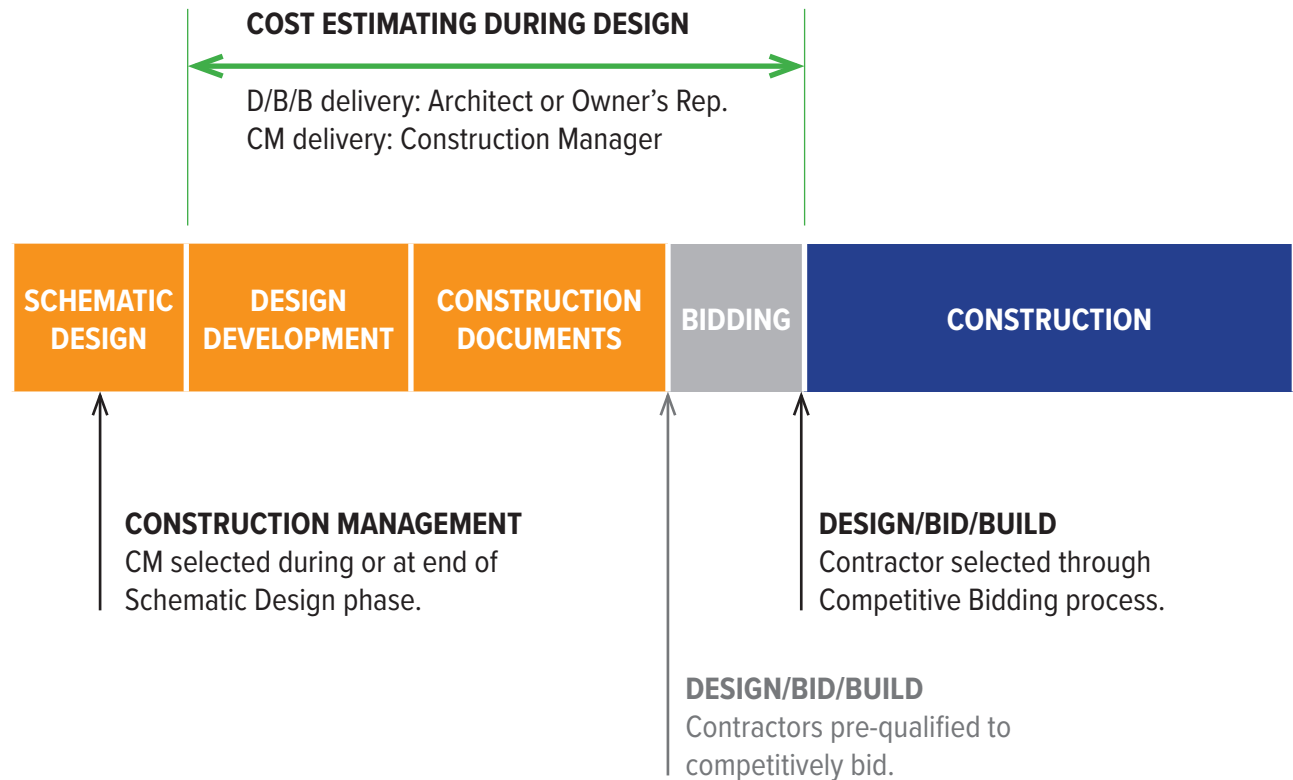 COST ESTIMATING DURING DESIGN
D/B/B delivery: Architect or Owner’s Rep.
CM delivery: Construction Manager
SCHEMATIC
DESIGN
DESIGN
DEVELOPMENT
CONSTRUCTION
DOCUMENTS
BIDDING
CONSTRUCTION
CONSTRUCTION MANAGEMENT
CM selected during or at end of
Schematic Design phase.
DESIGN/BID/BUILD
Contractor selected through
Competitive Bidding process.
DESIGN/BID/BUILD
Contractors pre-qualified to
competitively bid.